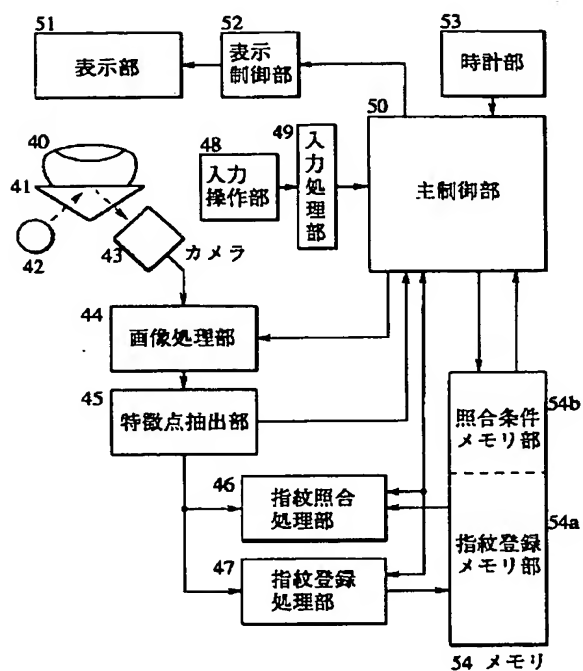 51
表示部
52
表示
制御部
53
時計部
50
主制御部
49
入力処理部
48
入力
操作部
40
41
42
43
カメラ
44
画像処理部
45
特徴点抽出部
46
指紋照合
処理部
47
指紋登録
処理部
54b
照合条件
メモリ部
54a
指紋登録
メモリ部
54 メモリ